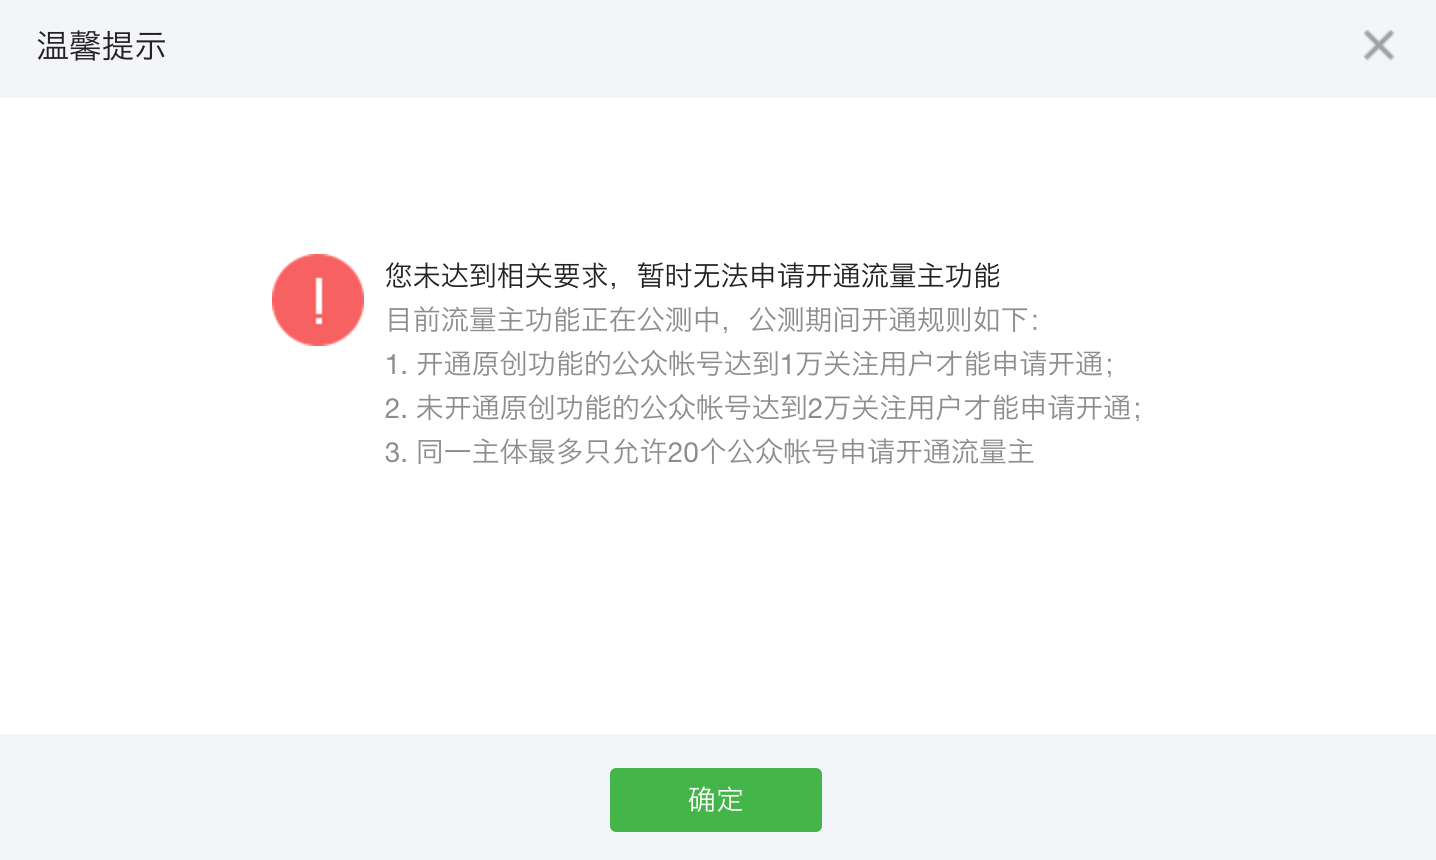 温馨提示
您未达到相关要求，暂时无法申请开通流量主功能
目前流量主功能正在公测中，公测期间开通规则如下：
1. 开通原创功能的公众帐号达到1万关注用户才能申请开通；
2. 未开通原创功能的公众帐号达到2万关注用户才能申请开通；
3. 同一主体最多只允许20个公众帐号申请开通流量主
确定